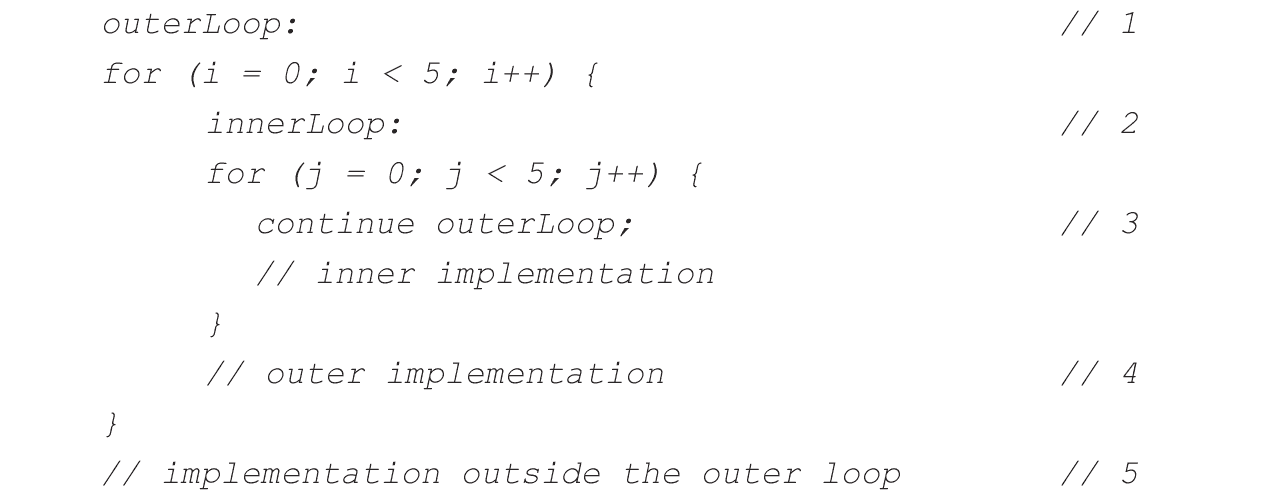 outerLoop: // 1
for (i = 0; i < 5; i++) {
innerLoop: // 2
for (j = 0; j < 5; j++) {
continue outerLoop; // 3
// inner implementation
}
// outer implementation // 4
}
// implementation outside the outer loop // 5